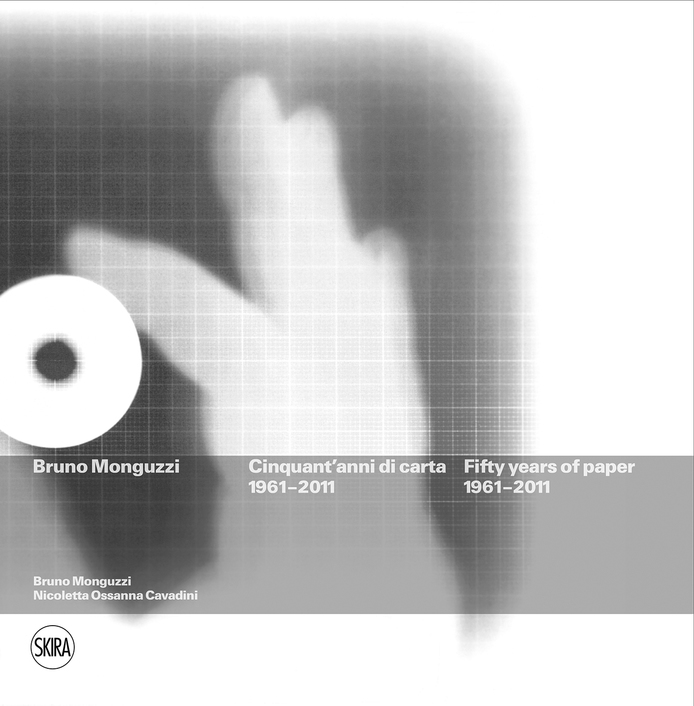 Bruno Monguzzi
Cinquant'anni di carta
1961–2011
Fifty years of paper
1961–2011
Bruno Monguzzi
Nicoletta Ossanna Cavadini
SKIRA